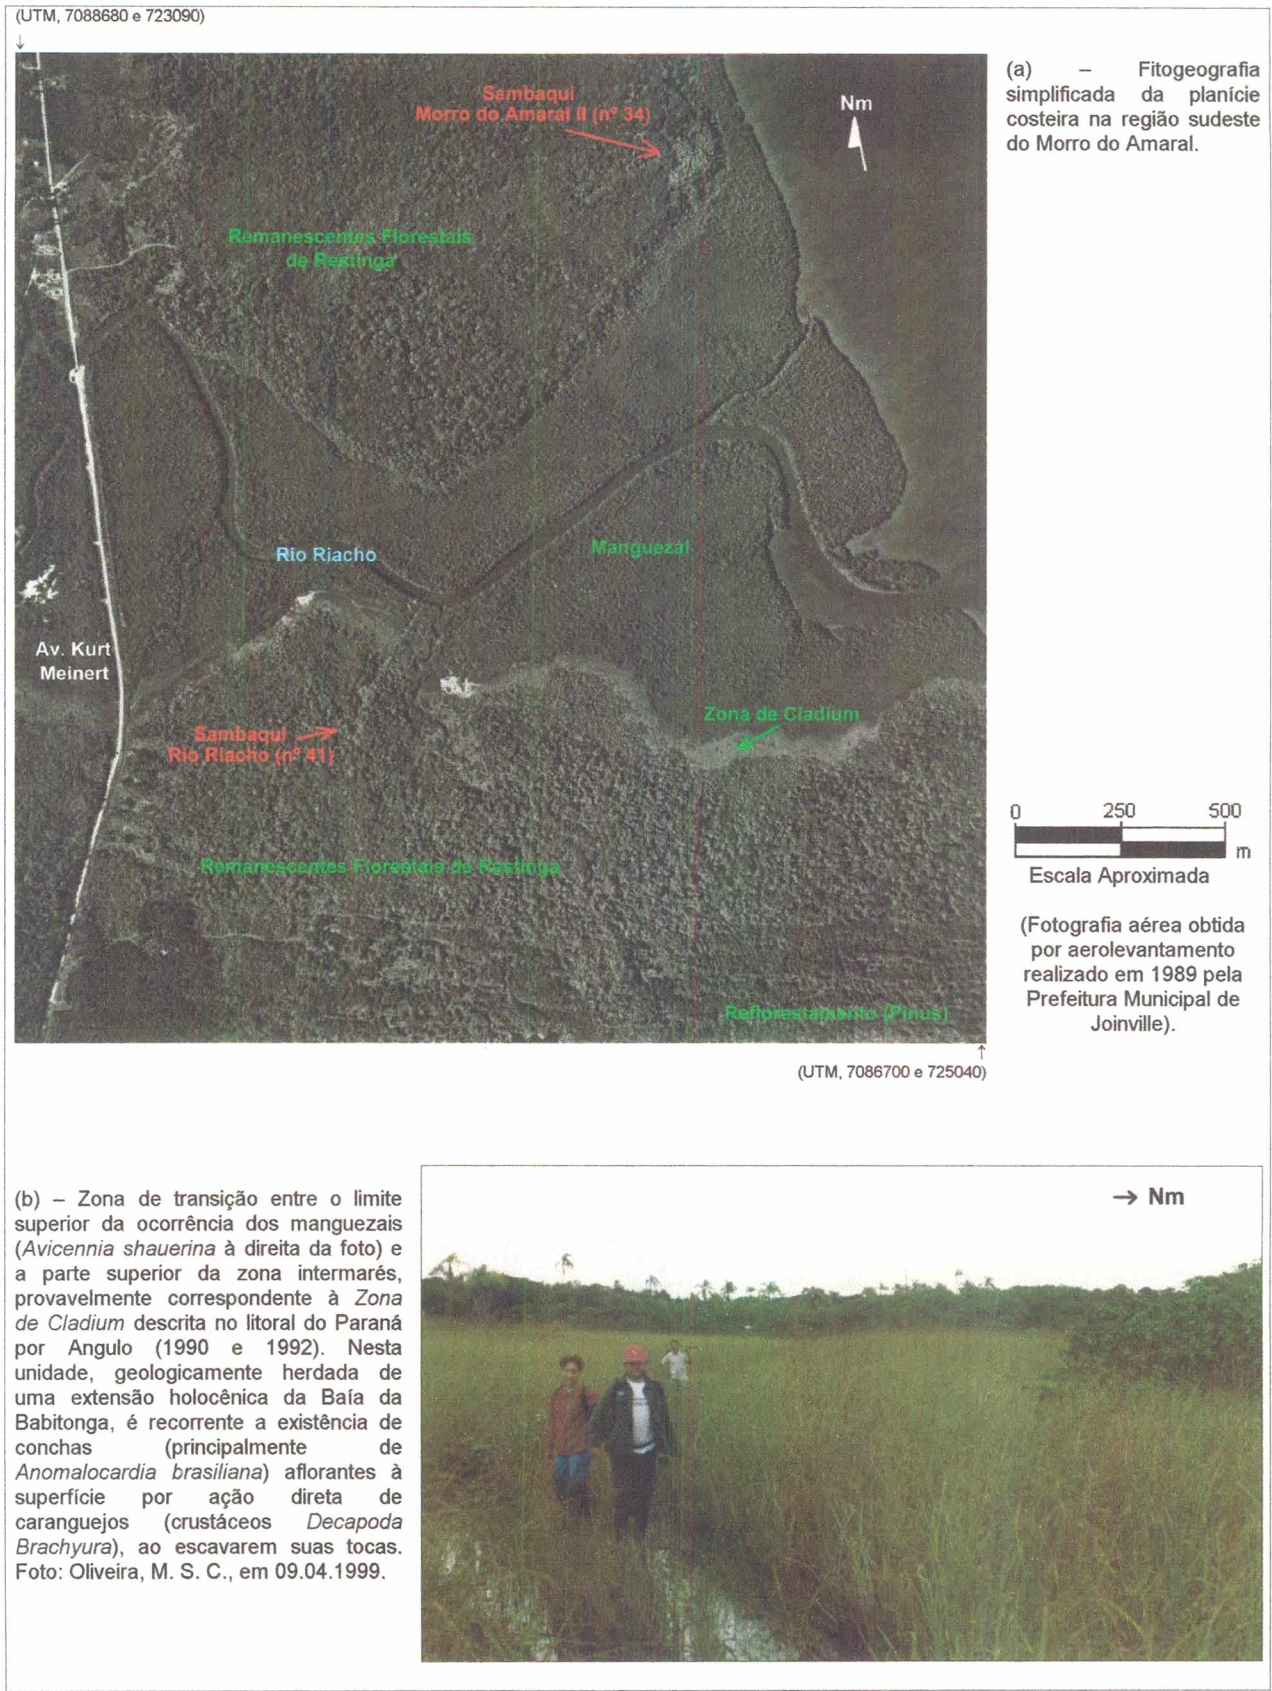 (UTM, 7088680 e 723090)
↓
Sambaqui
Morro do Amaral II (nº 34)
Nm
Remanescentes Florestais
de Restinga
Rio Riacho
Manguezal
Av. Kurt
Meinert
Zona de Cladium
Sambaqui
Rio Riacho (nº 41)
Remanescentes Florestais de Restinga
Reflorestamento (Pinus)
↑
(UTM, 7086700 e 725040)
(a) – Fitogeografia
simplificada da planície
costeira na região sudeste
do Morro do Amaral.
0 250 500
m
Escala Aproximada
(Fotografia aérea obtida
por aerolevantamento
realizado em 1989 pela
Prefeitura Municipal de
Joinville).
(b) – Zona de transição entre o limite
superior da ocorrência dos manguezais
(Avicennia shauerina à direita da foto) e
a parte superior da zona intermarés,
provavelmente correspondente à Zona
de Cladium descrita no litoral do Paraná
por Angulo (1990 e 1992). Nesta
unidade, geologicamente herdada de
uma extensão holocênica da Baía da
Babitonga, é recorrente a existência de
conchas (principalmente de
Anomalocardia brasiliana) aflorantes à
superfície por ação direta de
caranguejos (crustáceos Decapoda
Brachyura), ao escavarem suas tocas.
Foto: Oliveira, M. S. C., em 09.04.1999.
→ Nm